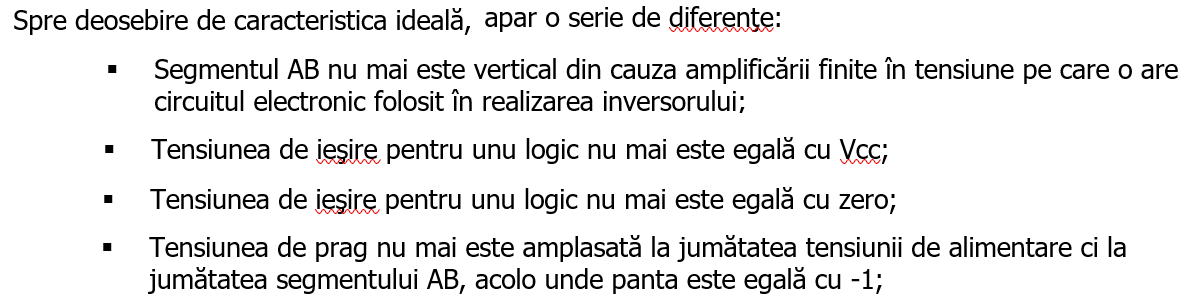 Spre deosebire de caracteristica ideală, apar o serie de diferenţe:
▪ Segmentul AB nu mai este vertical din cauza amplificării finite în tensiune pe care o are
circuitul electronic folosit în realizarea inversorului;
▪ Tensiunea de ieşire pentru unu logic nu mai este egală cu Vcc;
▪ Tensiunea de ieşire pentru unu logic nu mai este egală cu zero;
▪ Tensiunea de prag nu mai este amplasată la jumătatea tensiunii de alimentare ci la
jumătatea segmentului AB, acolo unde panta este egală cu -1;